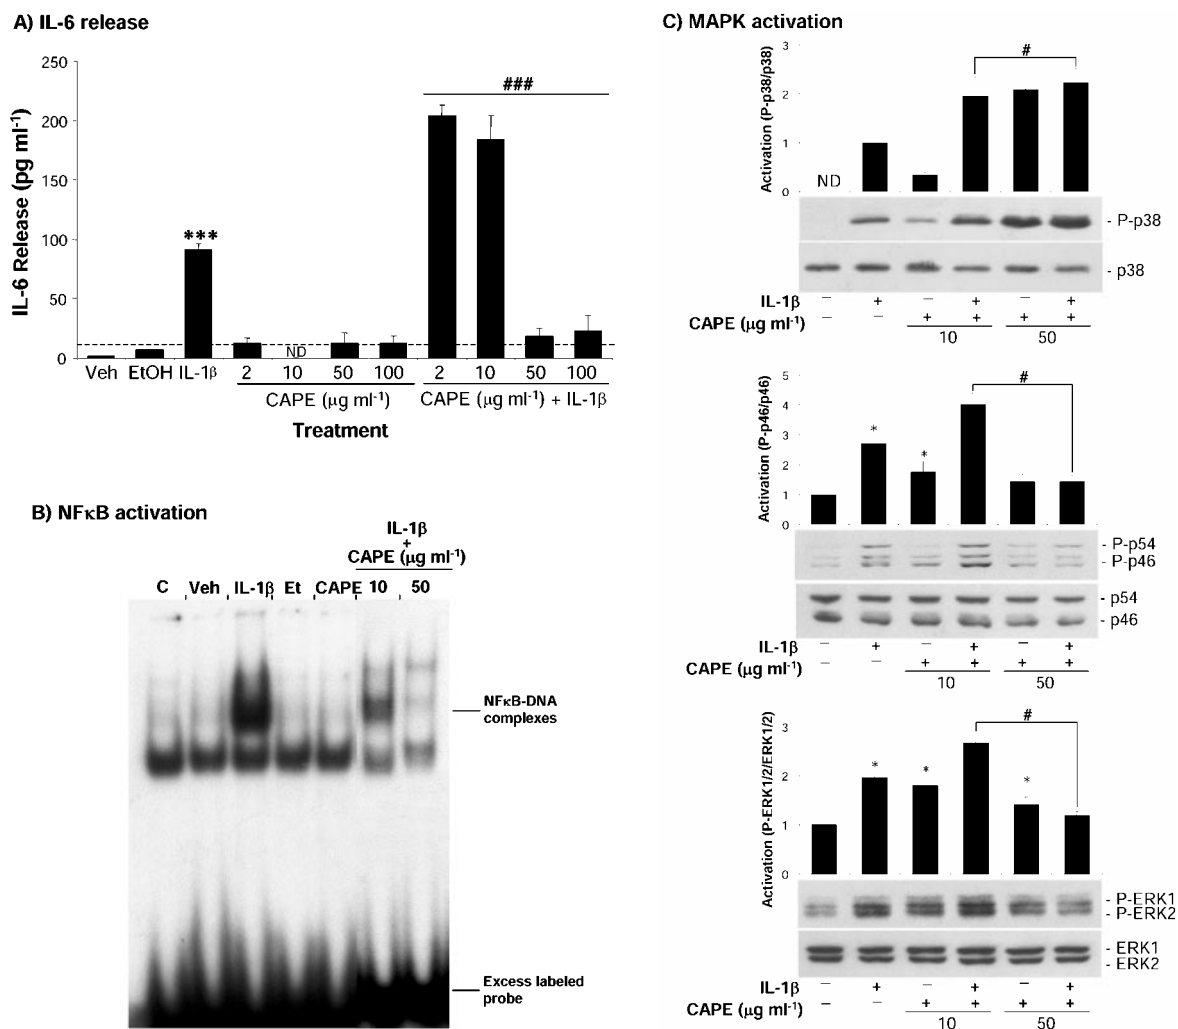 A) IL-6 release
250
200
150
100
50
0
IL-6 Release (pg ml-1)
***
ND
###
Veh EtOH IL-1β 2 10 50 100 2 10 50 100
CAPE (µg ml-1) CAPE (µg ml-1) + IL-1β
Treatment
B) NFκB activation
IL-1β
+
CAPE (µg ml-1)
C Veh IL-1β Et CAPE 10 50
NFκB-DNA
complexes
Excess labeled
probe
C) MAPK activation
3
2
1
0
Activation (P-p38/p38)
ND
#
- P-p38
- p38
IL-1β – + – + – +
CAPE (µg ml-1) – – + + + +
10 50
5
4
3
2
1
0
Activation (P-p46/p46)
* * #
- P-p54
- P-p46
- p54
- p46
IL-1β – + – + – +
CAPE (µg ml-1) – – + + + +
10 50
3
2
1
0
Activation (P-ERK1/2/ERK1/2)
* * # *
- P-ERK1
- P-ERK2
- ERK1
- ERK2
IL-1β – + – + – +
CAPE (µg ml-1) – – + + + +
10 50